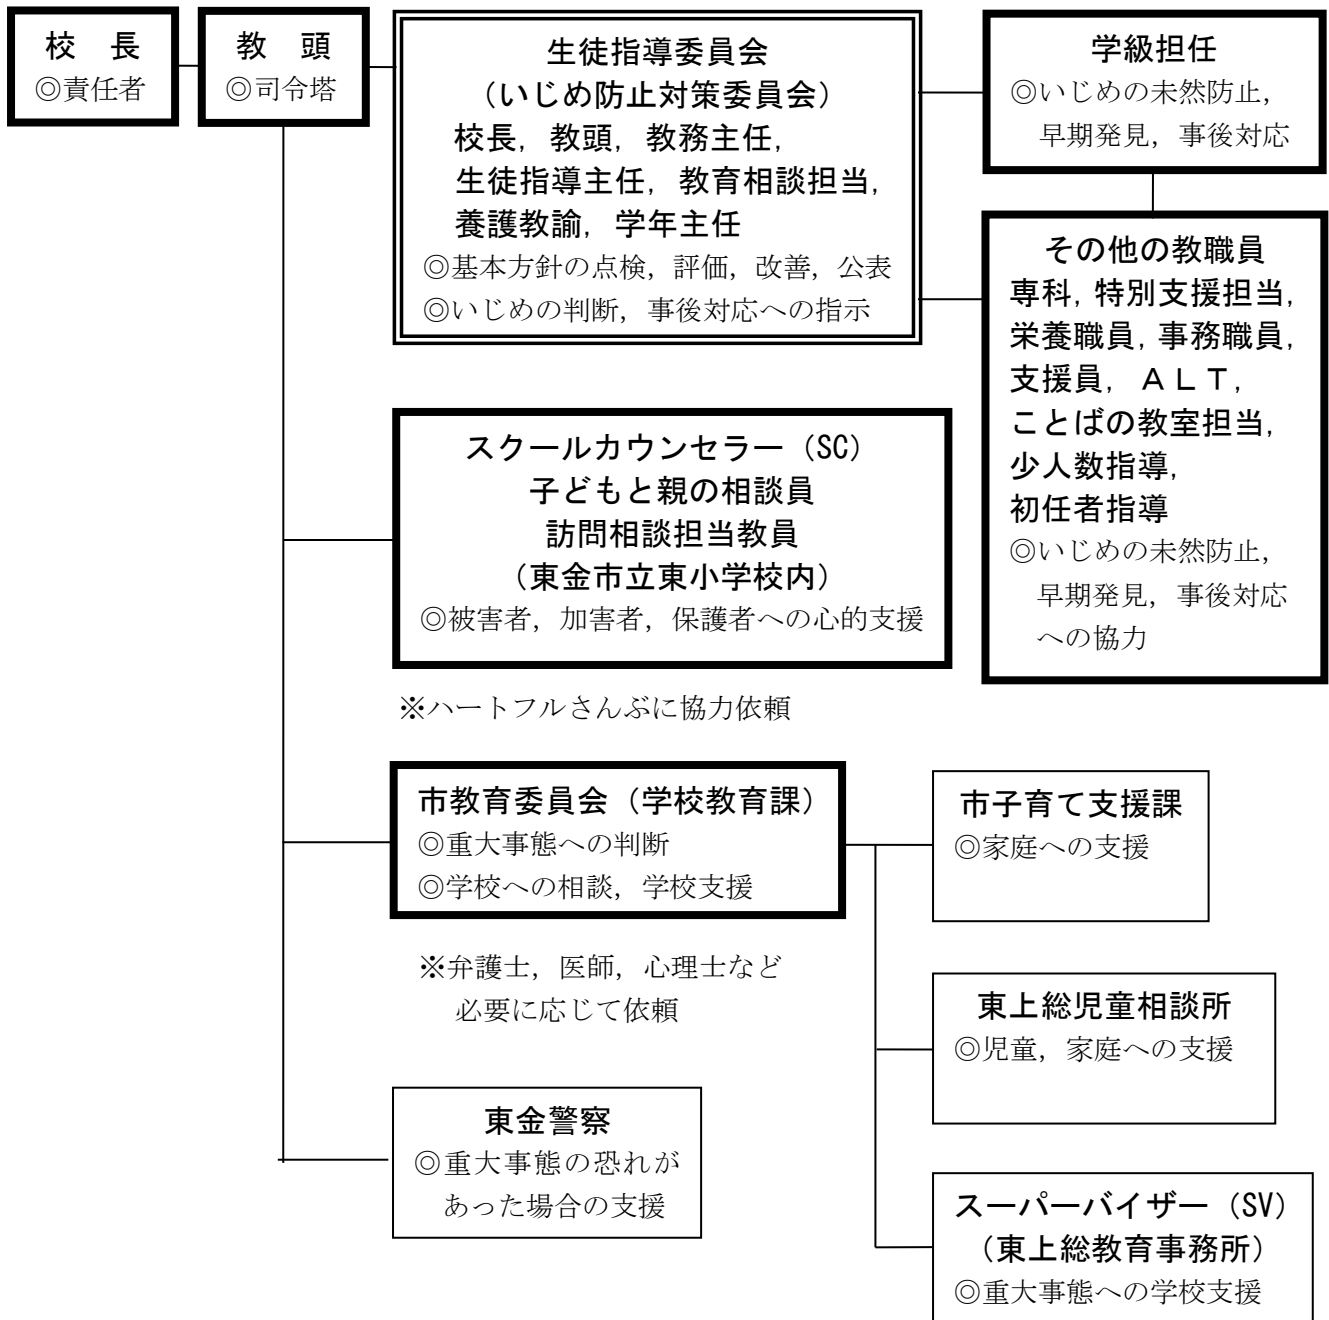 校　長
◎責任者
教　頭
◎司令塔
生徒指導委員会
（いじめ防止対策委員会）
校長，教頭，教務主任，
生徒指導主任，教育相談担当，
養護教諭，学年主任
◎基本方針の点検，評価，改善，公表
◎いじめの判断，事後対応への指示
学級担任
◎いじめの未然防止，
早期発見，事後対応
その他の教職員
専科，特別支援担当，
栄養職員，事務職員，
支援員，ＡＬＴ，
ことばの教室担当，
少人数指導，
初任者指導
◎いじめの未然防止，
早期発見，事後対応
への協力
スクールカウンセラー（SC）
子どもと親の相談員
訪問相談担当教員
（東金市立東小学校内）
◎被害者，加害者，保護者への心的支援
※ハートフルさんぶに協力依頼
市教育委員会（学校教育課）
◎重大事態への判断
◎学校への相談，学校支援
※弁護士，医師，心理士など
必要に応じて依頼
市子育て支援課
◎家庭への支援
東上総児童相談所
◎児童，家庭への支援
東金警察
◎重大事態の恐れが
あった場合の支援
スーパーバイザー（SV）
（東上総教育事務所）
◎重大事態への学校支援